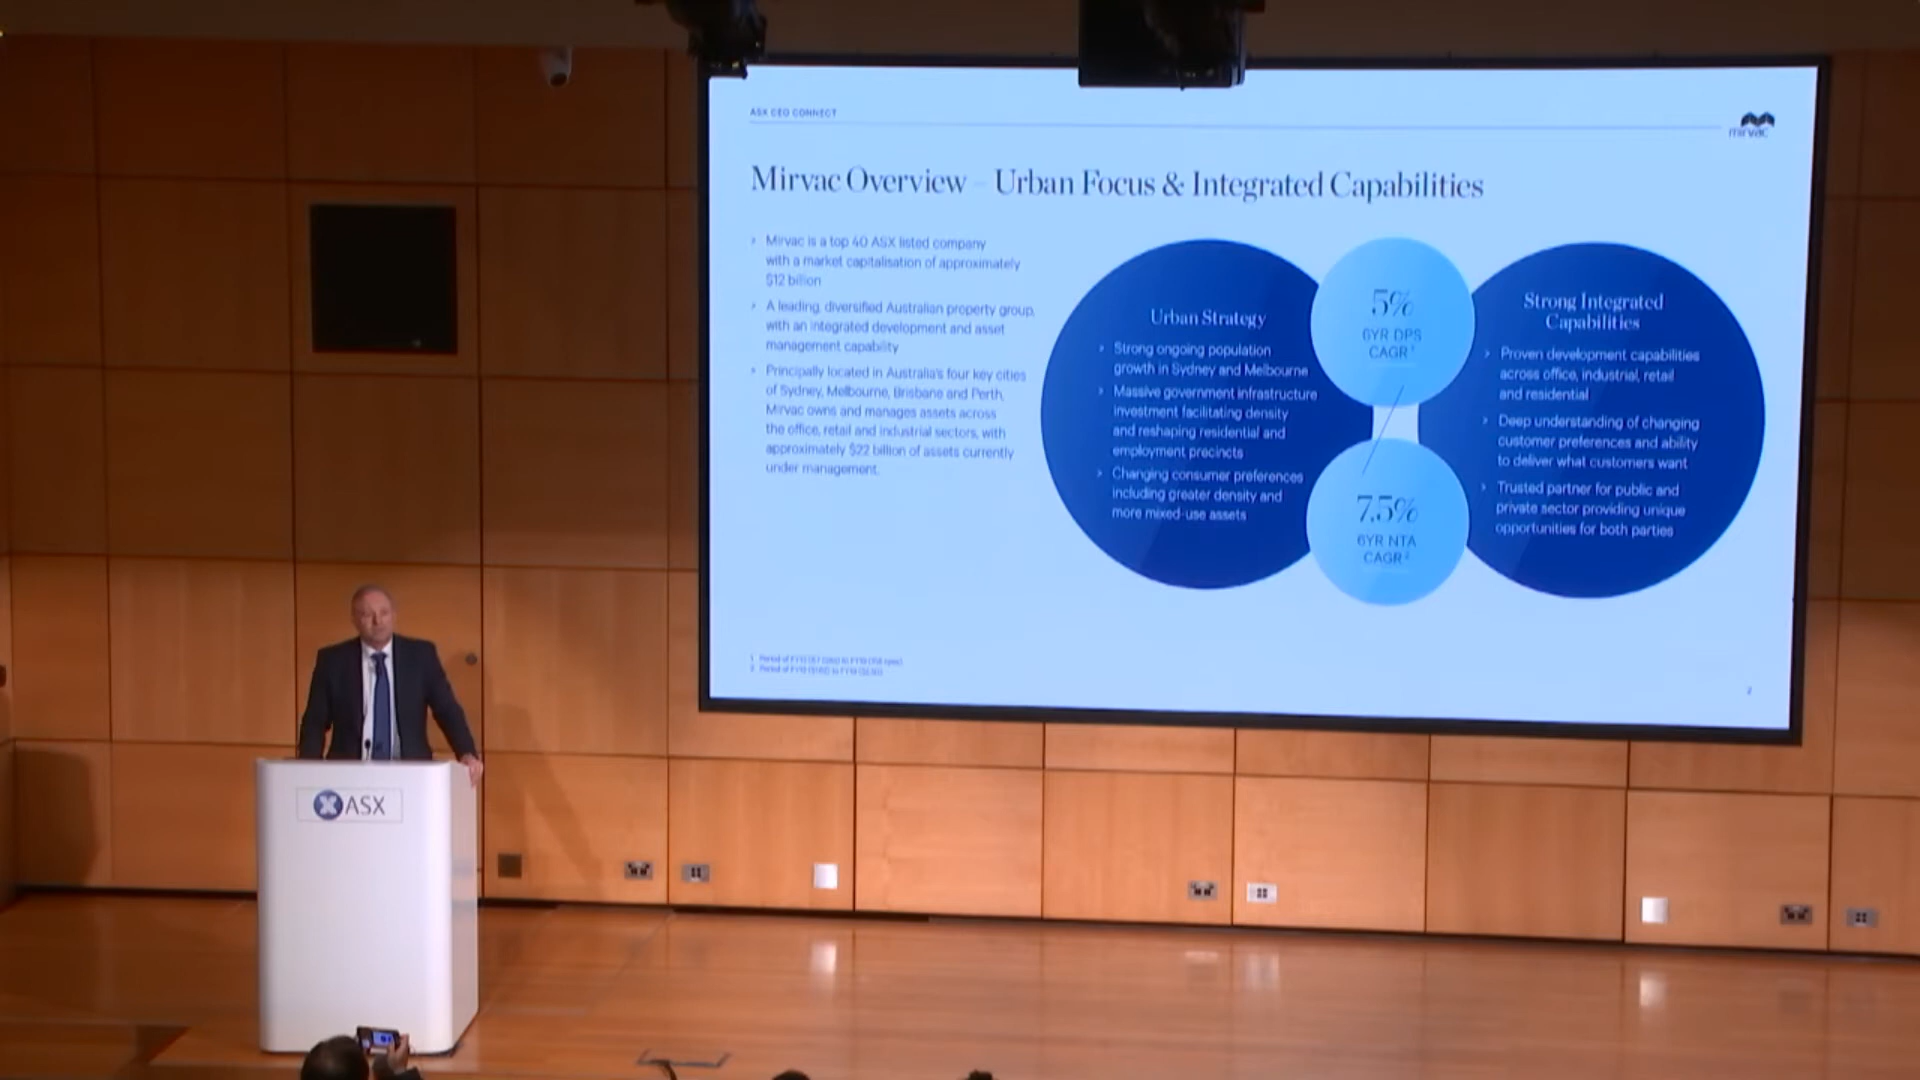 ASX CEO CONNECT
mirvac
Mirvac Overview – Urban Focus & Integrated Capabilities
› Mirvac is a top 40 ASX listed company
with a market capitalisation of approximately
$12 billion
› A leading, diversified Australian property group,
with an integrated development and asset
management capability
› Principally located in Australia's four key cities
of Sydney, Melbourne, Brisbane and Perth,
Mirvac owns and manages assets across
the office, retail and industrial sectors, with
approximately $22 billion of assets currently
under management.
Urban Strategy
› Strong ongoing population
growth in Sydney and Melbourne
› Massive government infrastructure
investment facilitating density
and reshaping residential and
employment precincts
› Changing consumer preferences
including greater density and
more mixed-use assets
5%
6YR DPS
CAGR¹
7.5%
6YR NTA
CAGR²
Strong Integrated
Capabilities
› Proven development capabilities
across office, industrial, retail
and residential
› Deep understanding of changing
customer preferences and ability
to deliver what customers want
› Trusted partner for public and
private sector providing unique
opportunities for both parties
2
ASX